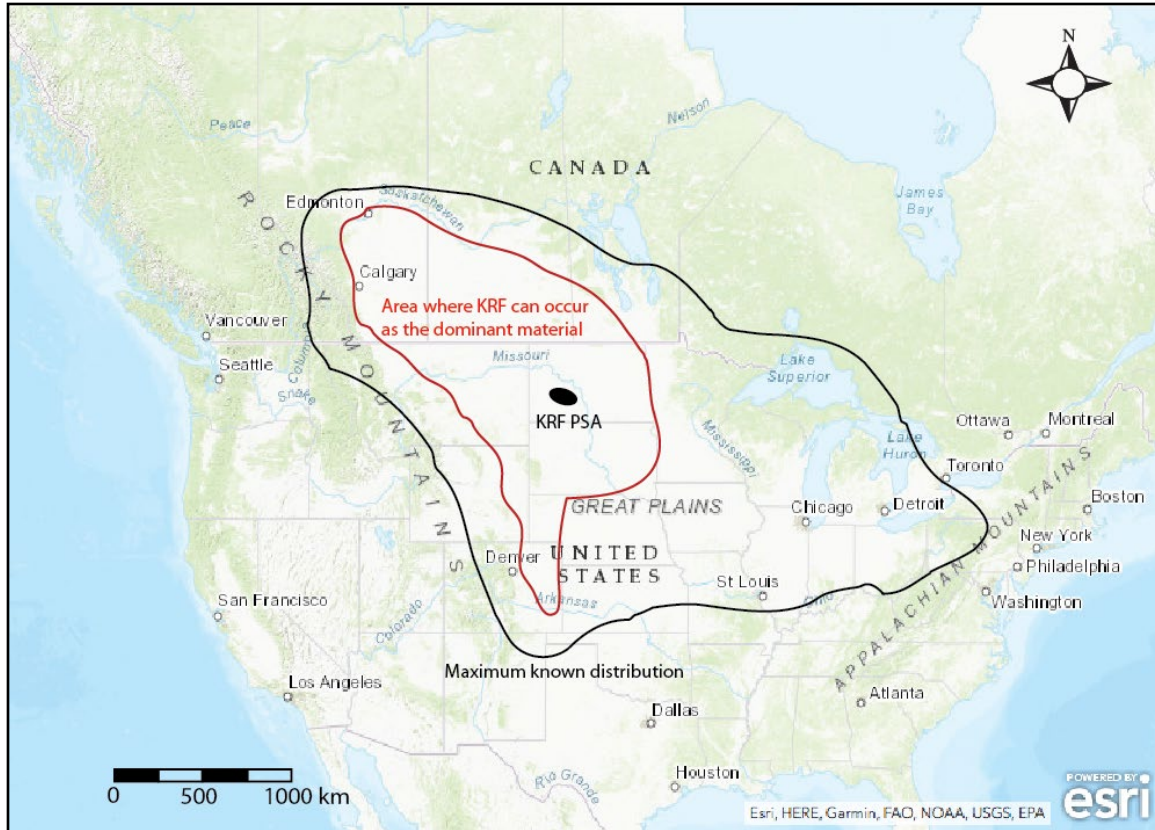 N
Peace
Nelson
CANADA
James
Bay
Edmonton
Saskatchewan
ROCKY MOUNTAINS
Calgary
Area where KRF can occur
as the dominant material
Vancouver
Columbia
Seattle
Snake
Missouri
Lake
Superior
KRF PSA
Mississippi
Ottawa
Montreal
Lake
Huron
Toronto
GREAT PLAINS
Chicago
Detroit
Boston
New York
Denver
UNITED
STATES
Philadelphia
St Louis
Ohio
Washington
Arkansas
San Francisco
Colorado
APPALACHIAN MOUNTAINS
Maximum known distribution
Los Angeles
Atlanta
Dallas
Rio Grande
Houston
0 500 1000 km
POWERED BY
esri
Esri, HERE, Garmin, FAO, NOAA, USGS, EPA